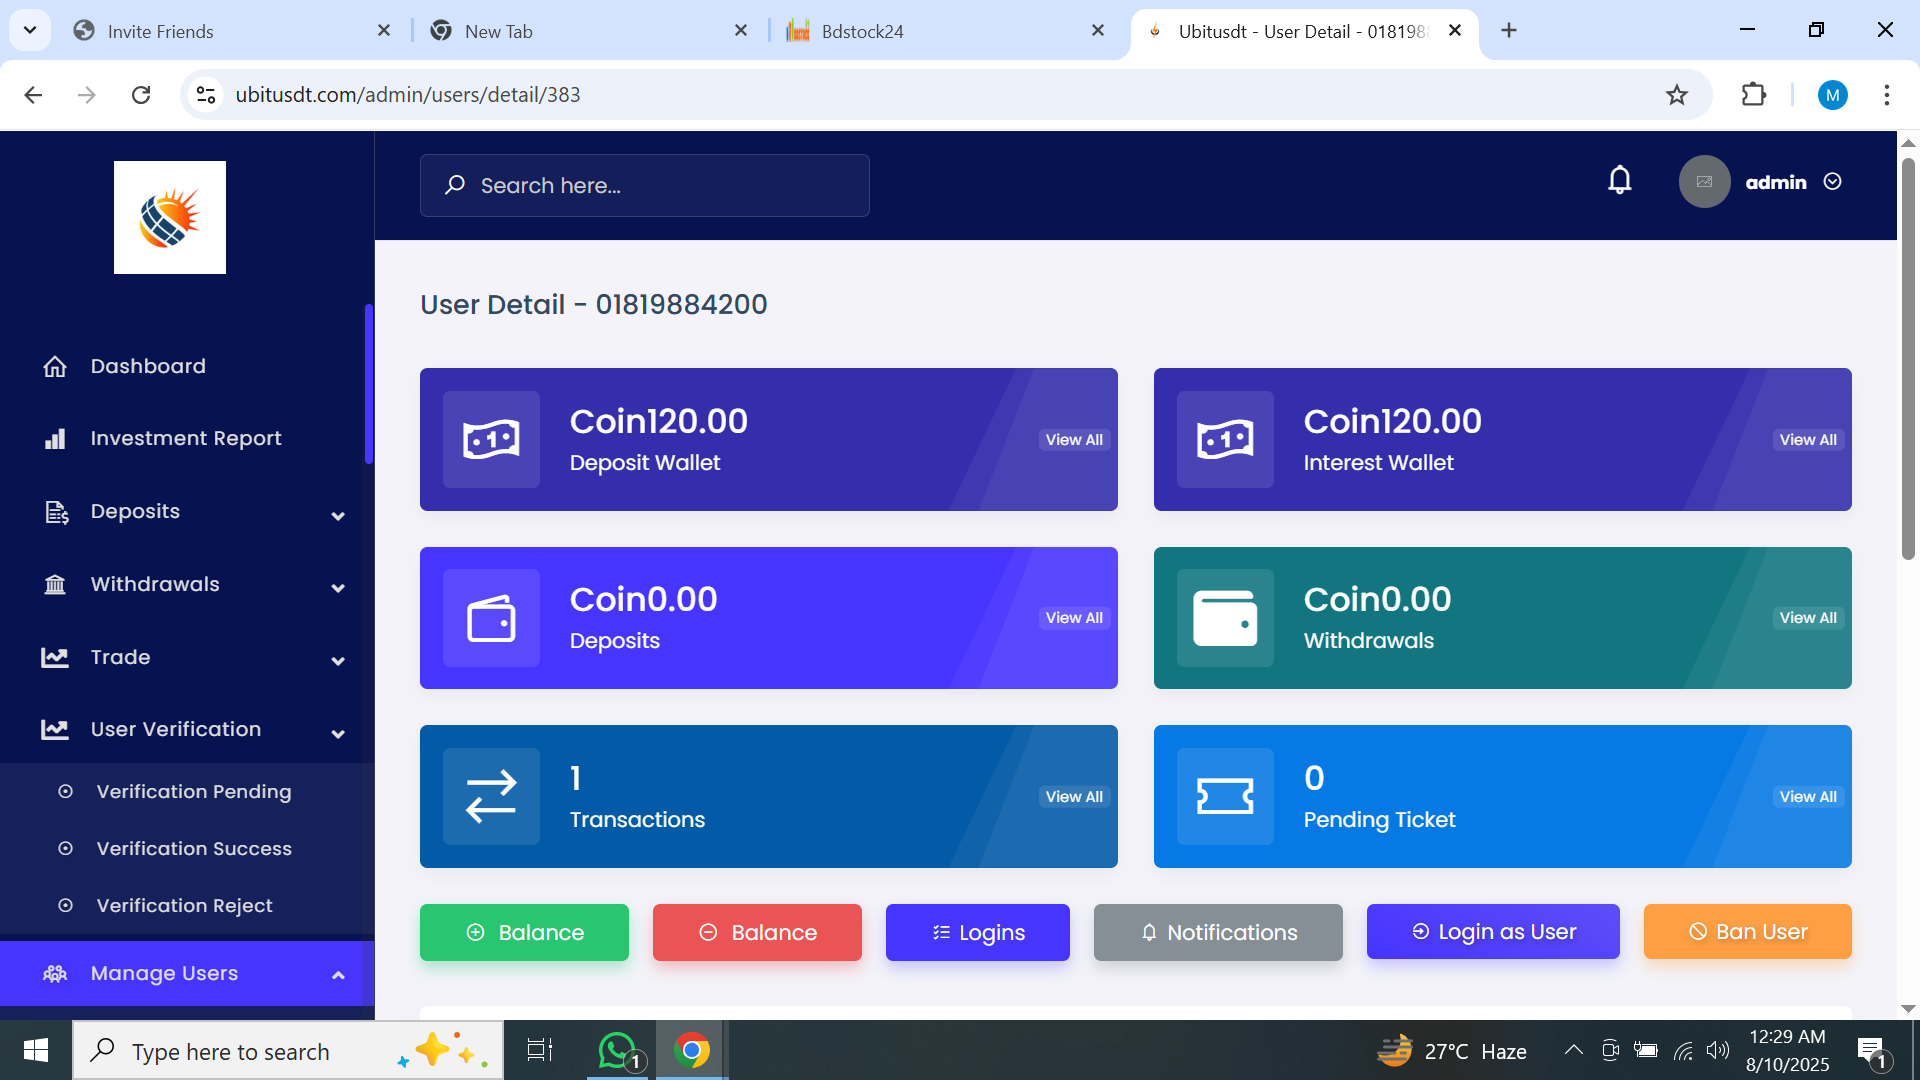 Invite Friends
New Tab
Bdstock24
Ubitusdt - User Detail - 018198
ubitusdt.com/admin/users/detail/383
M
Search here...
admin
User Detail - 01819884200
Dashboard
Investment Report
Deposits
Withdrawals
Trade
User Verification
Verification Pending
Verification Success
Verification Reject
Manage Users
Coin120.00
Deposit Wallet
View All
Coin120.00
Interest Wallet
View All
Coin0.00
Deposits
View All
Coin0.00
Withdrawals
View All
1
Transactions
View All
0
Pending Ticket
View All
Balance
Balance
Logins
Notifications
Login as User
Ban User
Type here to search
1
27°C Haze
12:29 AM
8/10/2025
1